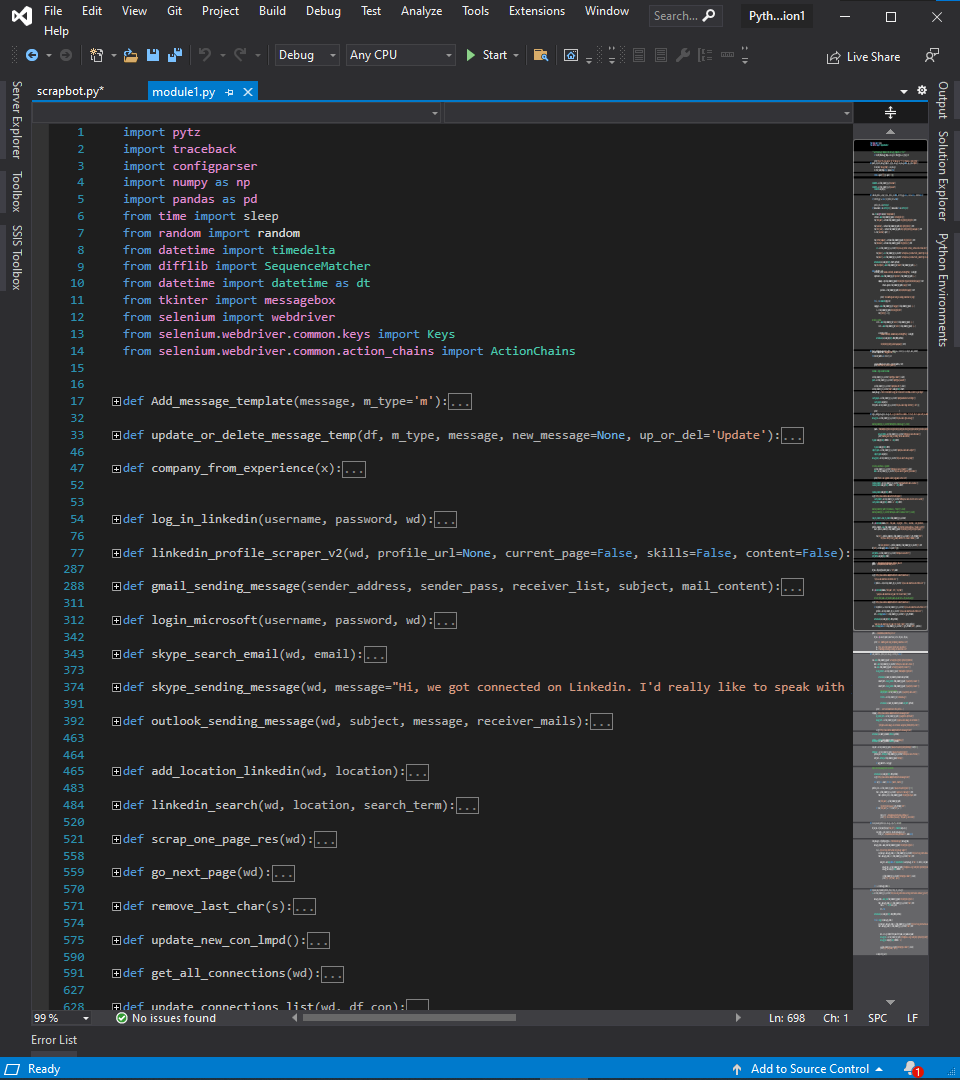 File Edit View Git Project Build Debug Test Analyze Tools Extensions Window Search... Pyth...ion1
Help
Debug Any CPU Start Live Share
scrapbot.py* module1.py
Server Explorer
Toolbox
SSIS Toolbox
Output
Solution Explorer
Python Environments
1 import pytz
2 import traceback
3 import configparser
4 import numpy as np
5 import pandas as pd
6 from time import sleep
7 from random import random
8 from datetime import timedelta
9 from difflib import SequenceMatcher
10 from datetime import datetime as dt
11 from tkinter import messagebox
12 from selenium import webdriver
13 from selenium.webdriver.common.keys import Keys
14 from selenium.webdriver.common.action_chains import ActionChains
15
16
17 def Add_message_template(message, m_type='m'):...
32
33 def update_or_delete_message_temp(df, m_type, message, new_message=None, up_or_del='Update'):...
46
47 def company_from_experience(x):...
52
53
54 def log_in_linkedin(username, password, wd):...
76
77 def linkedin_profile_scraper_v2(wd, profile_url=None, current_page=False, skills=False, content=False):
287
288 def gmail_sending_message(sender_address, sender_pass, receiver_list, subject, mail_content):...
311
312 def login_microsoft(username, password, wd):...
342
343 def skype_search_email(wd, email):...
373
374 def skype_sending_message(wd, message="Hi, we got connected on Linkedin. I'd really like to speak with
391
392 def outlook_sending_message(wd, subject, message, receiver_mails):...
463
464
465 def add_location_linkedin(wd, location):...
483
484 def linkedin_search(wd, location, search_term):...
520
521 def scrap_one_page_res(wd):...
558
559 def go_next_page(wd):...
570
571 def remove_last_char(s):...
574
575 def update_new_con_lmpd():...
590
591 def get_all_connections(wd):...
627
628 def update_connections_list(wd, df_con):...
99 % No issues found Ln: 698 Ch: 1 SPC LF
Error List
Ready Add to Source Control 1